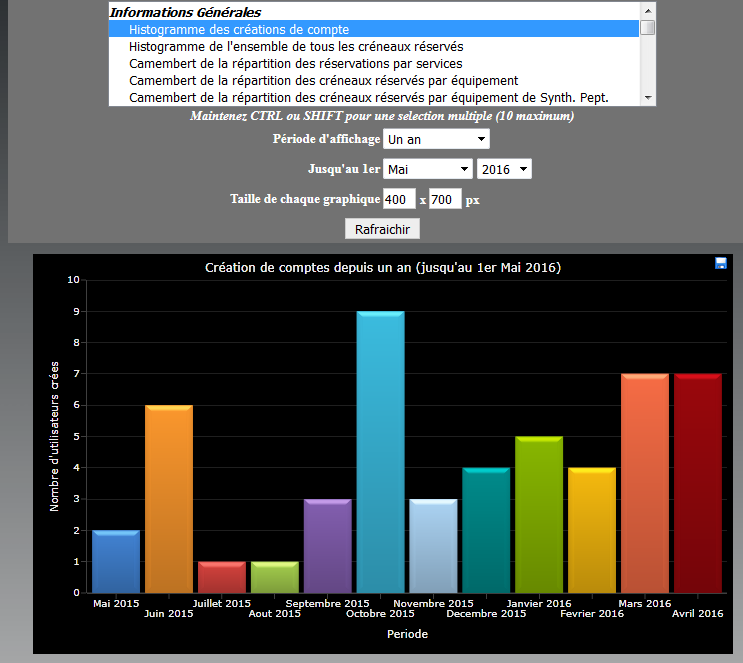 Informations Générales
Histogramme des créations de compte
Histogramme de l'ensemble de tous les créneaux réservés
Camembert de la répartition des réservations par services
Camembert de la répartition des créneaux réservés par équipement
Camembert de la répartition des créneaux réservés par équipement de Synth. Pept.
Maintenez CTRL ou SHIFT pour une selection multiple (10 maximum)
Période d'affichage Un an
Jusqu'au 1er Mai 2016
Taille de chaque graphique 400 x 700 px
Rafraichir
Création de comptes depuis un an (jusqu'au 1er Mai 2016)
Nombre d'utilisateurs crées
10
9
8
7
6
5
4
3
2
1
0
Mai 2015
Juin 2015
Juillet 2015
Aout 2015
Septembre 2015
Octobre 2015
Novembre 2015
Decembre 2015
Janvier 2016
Fevrier 2016
Mars 2016
Avril 2016
Periode